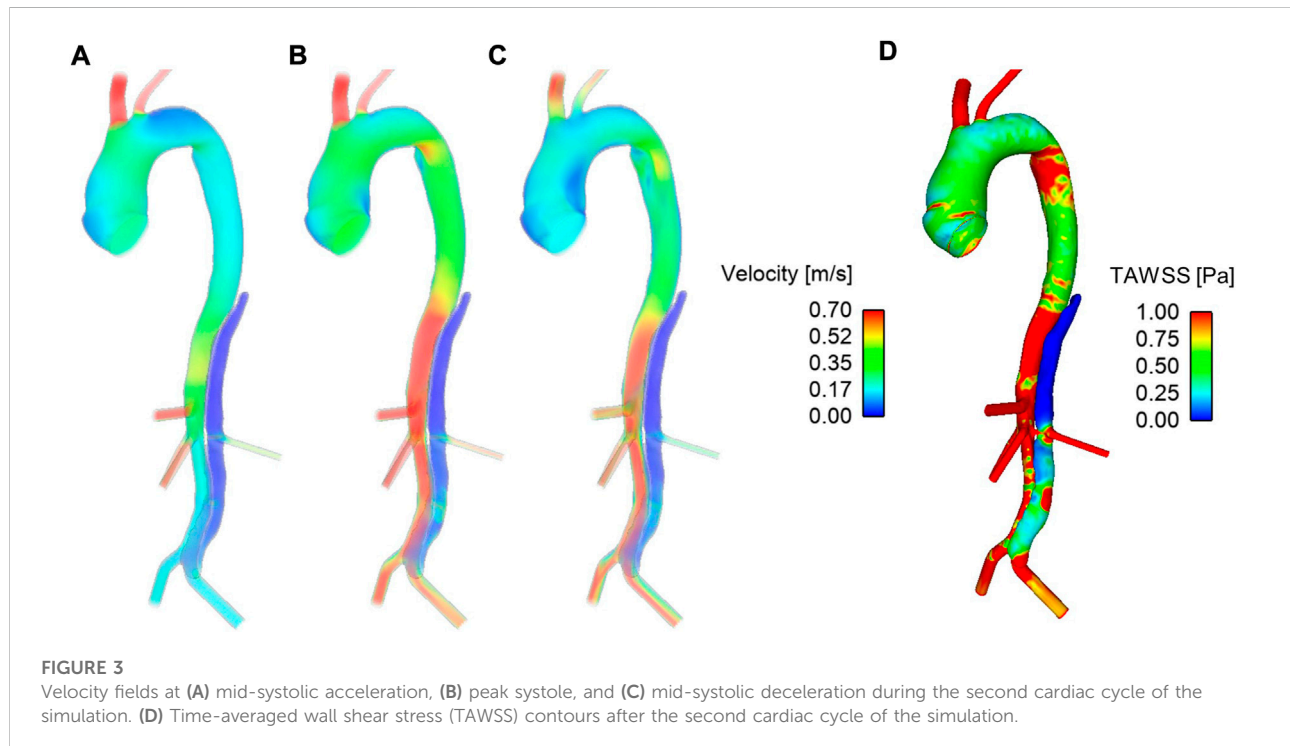 A
B
C
D
Velocity [m/s]
0.70
0.52
0.35
0.17
0.00
TAWSS [Pa]
1.00
0.75
0.50
0.25
0.00
FIGURE 3
Velocity fields at (A) mid-systolic acceleration, (B) peak systole, and (C) mid-systolic deceleration during the second cardiac cycle of the
simulation. (D) Time-averaged wall shear stress (TAWSS) contours after the second cardiac cycle of the simulation.